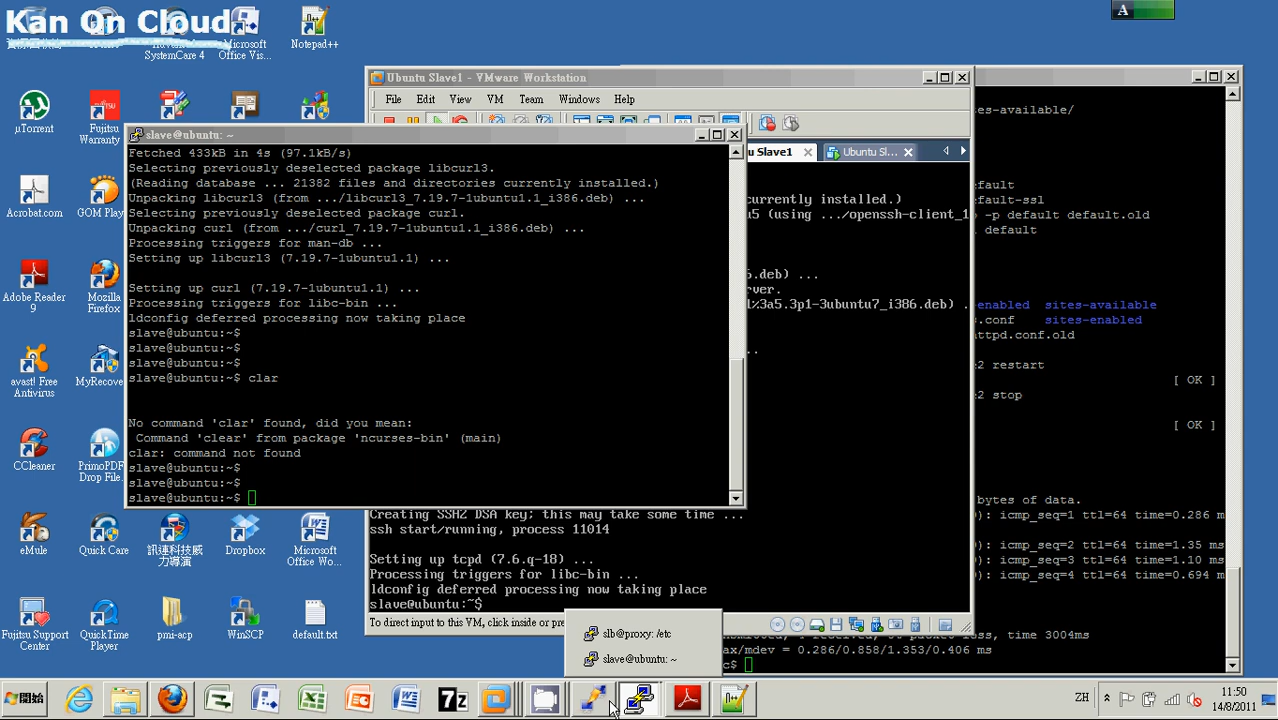 Kan On Cloud
SystemCare 4
Microsoft
Office Vis...
Notepad++
A
µTorrent
Fujitsu
Warranty
Acrobat.com
GOM Play
Adobe Reader
9
Mozilla
Firefox
avast! Free
Antivirus
MyRecove
CCleaner
PrimoPDF
Drop File...
eMule
Quick Care
訊連科技威
力導演
Dropbox
Microsoft
Office Wo...
Fujitsu Support
Center
QuickTime
Player
pmi-acp
WinSCP
default.txt
Ubuntu Slave1 - VMware Workstation
File Edit View VM Team Windows Help
u Slave1
Ubuntu Sl...
slave@ubuntu: ~
Fetched 433kB in 4s (97.1kB/s)
Selecting previously deselected package libcurl3.
(Reading database ... 21382 files and directories currently installed.)
Unpacking libcurl3 (from .../libcurl3_7.19.7-1ubuntu1.1_i386.deb) ...
Selecting previously deselected package curl.
Unpacking curl (from .../curl_7.19.7-1ubuntu1.1_i386.deb) ...
Processing triggers for man-db ...
Setting up libcurl3 (7.19.7-1ubuntu1.1) ...
Setting up curl (7.19.7-1ubuntu1.1) ...
Processing triggers for libc-bin ...
ldconfig deferred processing now taking place
slave@ubuntu:~$
slave@ubuntu:~$
slave@ubuntu:~$
slave@ubuntu:~$ clar
No command 'clar' found, did you mean:
Command 'clear' from package 'ncurses-bin' (main)
clar: command not found
slave@ubuntu:~$
slave@ubuntu:~$
slave@ubuntu:~$
currently installed.)
u5 (using .../openssh-client_1
6.deb) ...
rver.
1%3a5.3p1-3ubuntu7_i386.deb) .
..
Creating SSH2 DSA key; this may take some time ...
ssh start/running, process 11014
Setting up tcpd (7.6.q-18) ...
Processing triggers for libc-bin ...
ldconfig deferred processing now taking place
slave@ubuntu:~$
To direct input to this VM, click inside or pre
ites-available/
efault
efault-ssl
-p default default.old
default
enabled sites-available
s.conf sites-enabled
ttpd.conf.old
e2 restart
[ OK ]
e2 stop
[ OK ]
bytes of data.
0): icmp_seq=1 ttl=64 time=0.286 m
0): icmp_seq=2 ttl=64 time=1.35 ms
0): icmp_seq=3 ttl=64 time=1.10 ms
0): icmp_seq=4 ttl=64 time=0.694 m
time 3004ms
ax/mdev = 0.286/0.858/1.353/0.406 ms
c$
slb@proxy: /etc
slave@ubuntu: ~
開始
ZH
11:50
14/8/2011